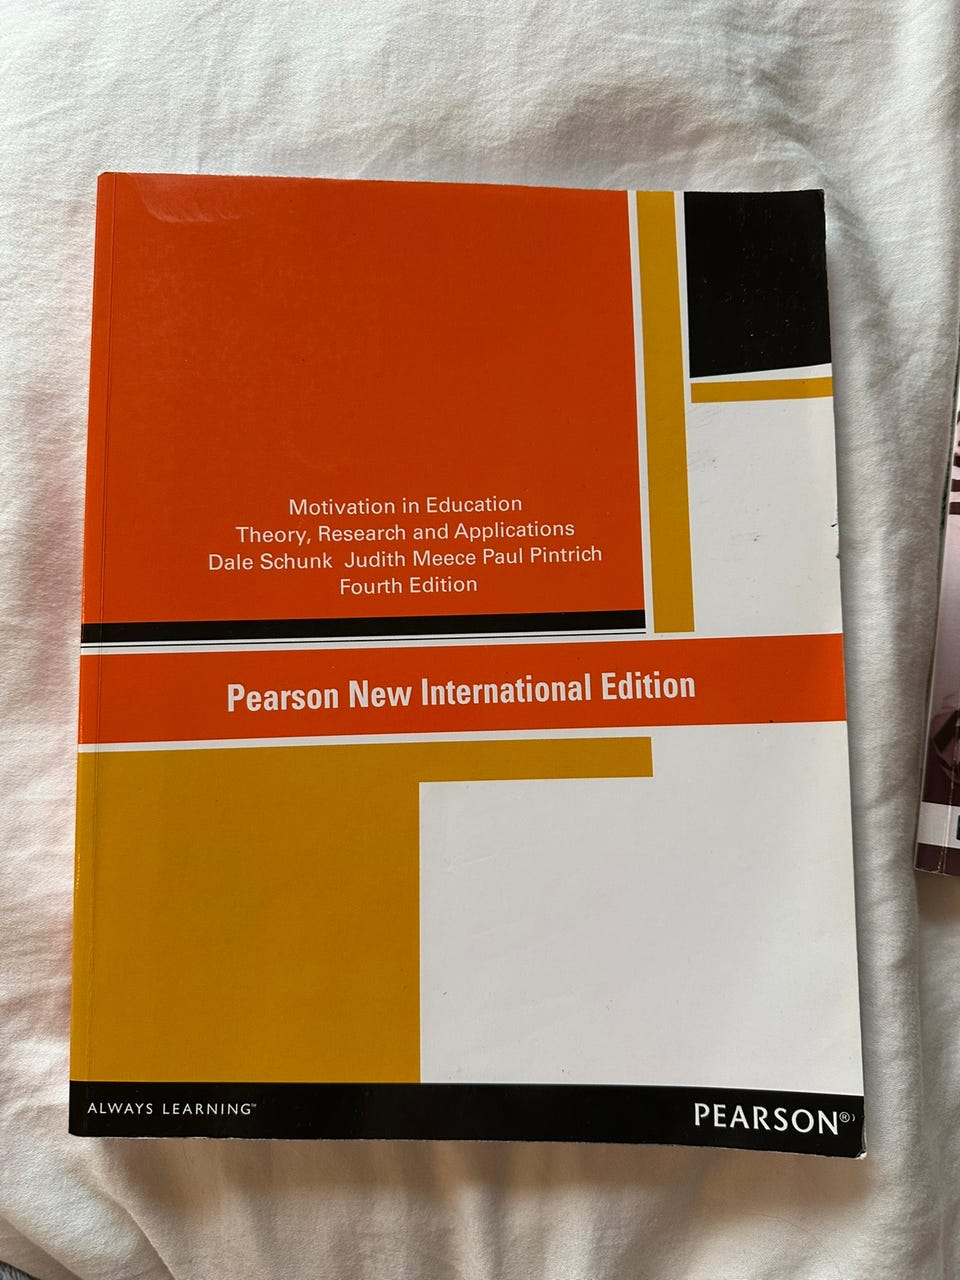 Motivation in Education
Theory, Research and Applications
Dale Schunk Judith Meece Paul Pintrich
Fourth Edition
Pearson New International Edition
ALWAYS LEARNING™
PEARSON®